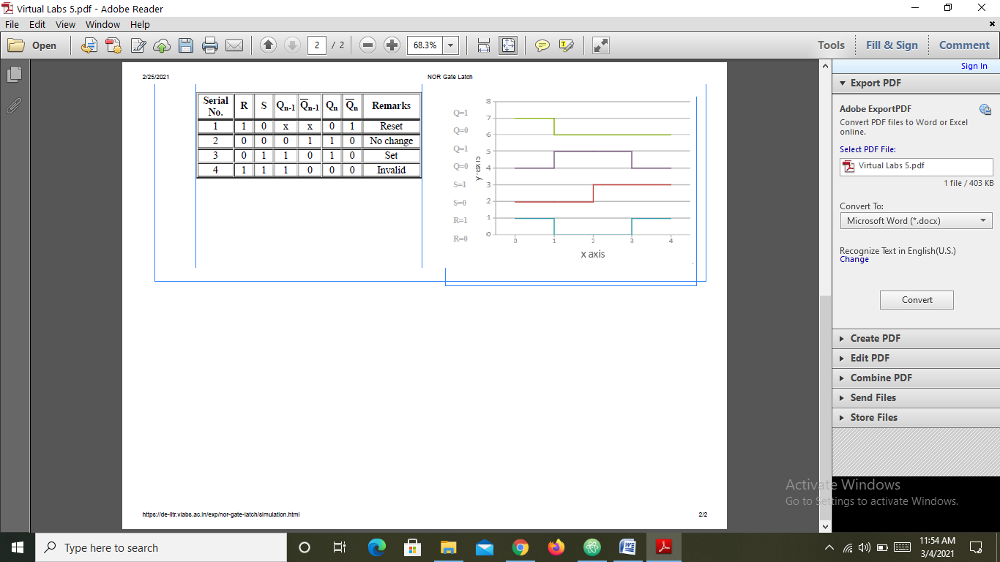 Virtual Labs 5.pdf - Adobe Reader
File Edit View Window Help
Open 2 / 2 68.3% Tools Fill & Sign Comment
Sign In
2/25/2021 NOR Gate Latch
Serial No. R S Qn-1 Q̅n-1 Qn Q̅n Remarks
1 1 0 x x 0 1 Reset
2 0 0 0 1 1 0 No change
3 0 1 1 0 1 0 Set
4 1 1 1 0 0 0 Invalid
Q=1
Q=0
Q=1
Q=0
S=1
S=0
R=1
R=0
y-axis
8
7
6
5
4
3
2
1
0
0 1 2 3 4
x axis
https://de-iitr.vlabs.ac.in/exp/nor-gate-latch/simulation.html 2/2
Export PDF
Adobe ExportPDF
Convert PDF files to Word or Excel
online.
Select PDF File:
Virtual Labs 5.pdf
1 file / 403 KB
Convert To:
Microsoft Word (*.docx)
Recognize Text in English(U.S.)
Change
Convert
Create PDF
Edit PDF
Combine PDF
Send Files
Store Files
Activate Windows
Go to Settings to activate Windows.
Type here to search
11:54 AM
3/4/2021